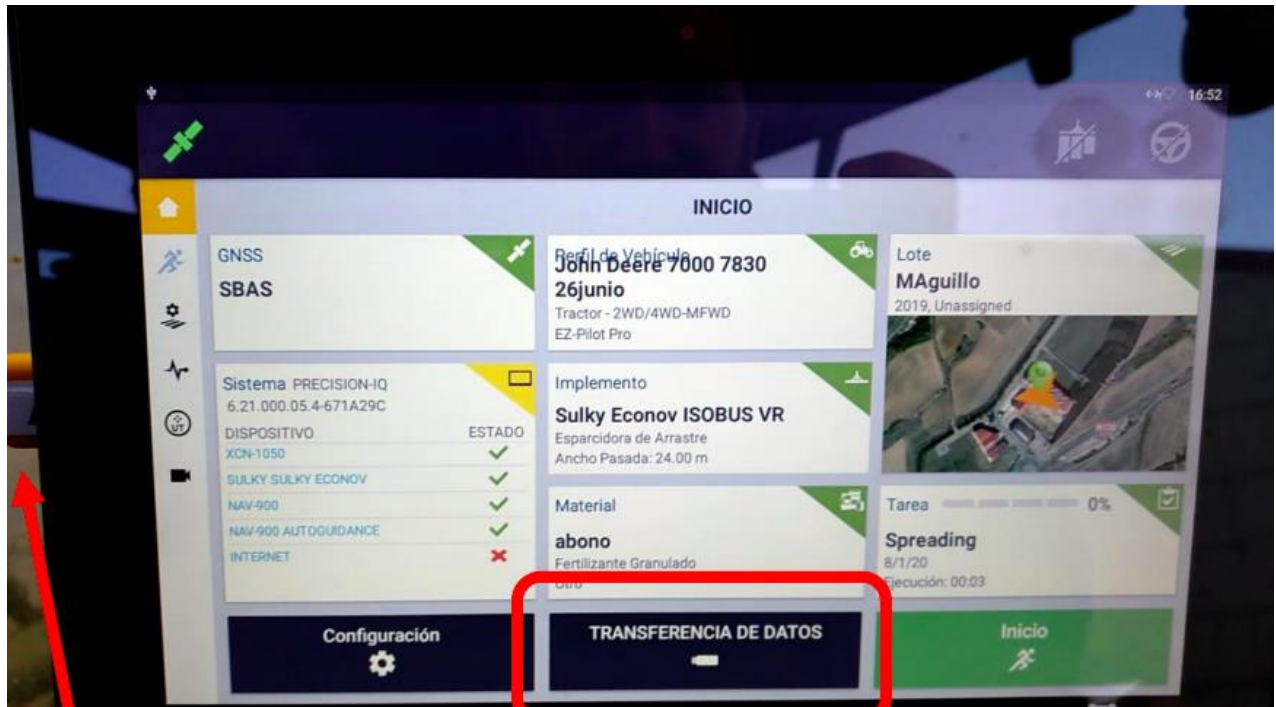 16:52
INICIO
GNSS
SBAS
Perfil de Vehículo
John Deere 7000 7830
26junio
Tractor - 2WD/4WD-MFWD
EZ-Pilot Pro
Lote
MAguillo
2019, Unassigned
Sistema PRECISION-IQ
6.21.000.05.4-671A29C
DISPOSITIVO ESTADO
XCN-1050
SULKY SULKY ECONOV
NAV-900
NAV-900 AUTOGUIDANCE
INTERNET
UT
Implemento
Sulky Econov ISOBUS VR
Esparcidora de Arrastre
Ancho Pasada: 24.00 m
Material
abono
Fertilizante Granulado
Otro
Tarea 0%
Spreading
8/1/20
Ejecución: 00:03
Configuración
TRANSFERENCIA DE DATOS
Inicio